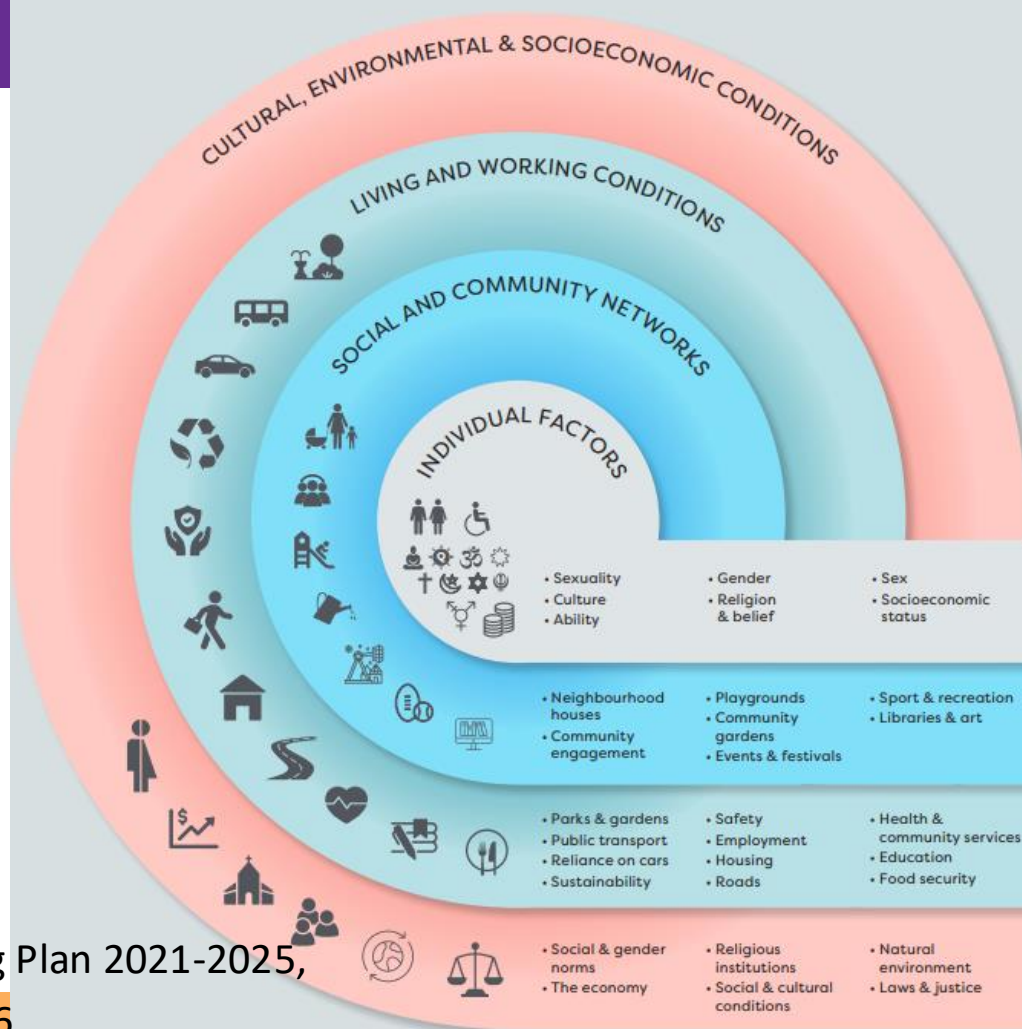 CULTURAL, ENVIRONMENTAL & SOCIOECONOMIC CONDITIONS
LIVING AND WORKING CONDITIONS
SOCIAL AND COMMUNITY NETWORKS
INDIVIDUAL FACTORS
• Sexuality
• Culture
• Ability
• Gender
• Religion
& belief
• Sex
• Socioeconomic
status
• Neighbourhood
houses
• Community
engagement
• Playgrounds
• Community
gardens
• Events & festivals
• Sport & recreation
• Libraries & art
• Parks & gardens
• Public transport
• Reliance on cars
• Sustainability
• Safety
• Employment
• Housing
• Roads
• Health &
community services
• Education
• Food security
• Social & gender
norms
• The economy
• Religious
institutions
• Social & cultural
conditions
• Natural
environment
• Laws & justice
Plan 2021-2025,